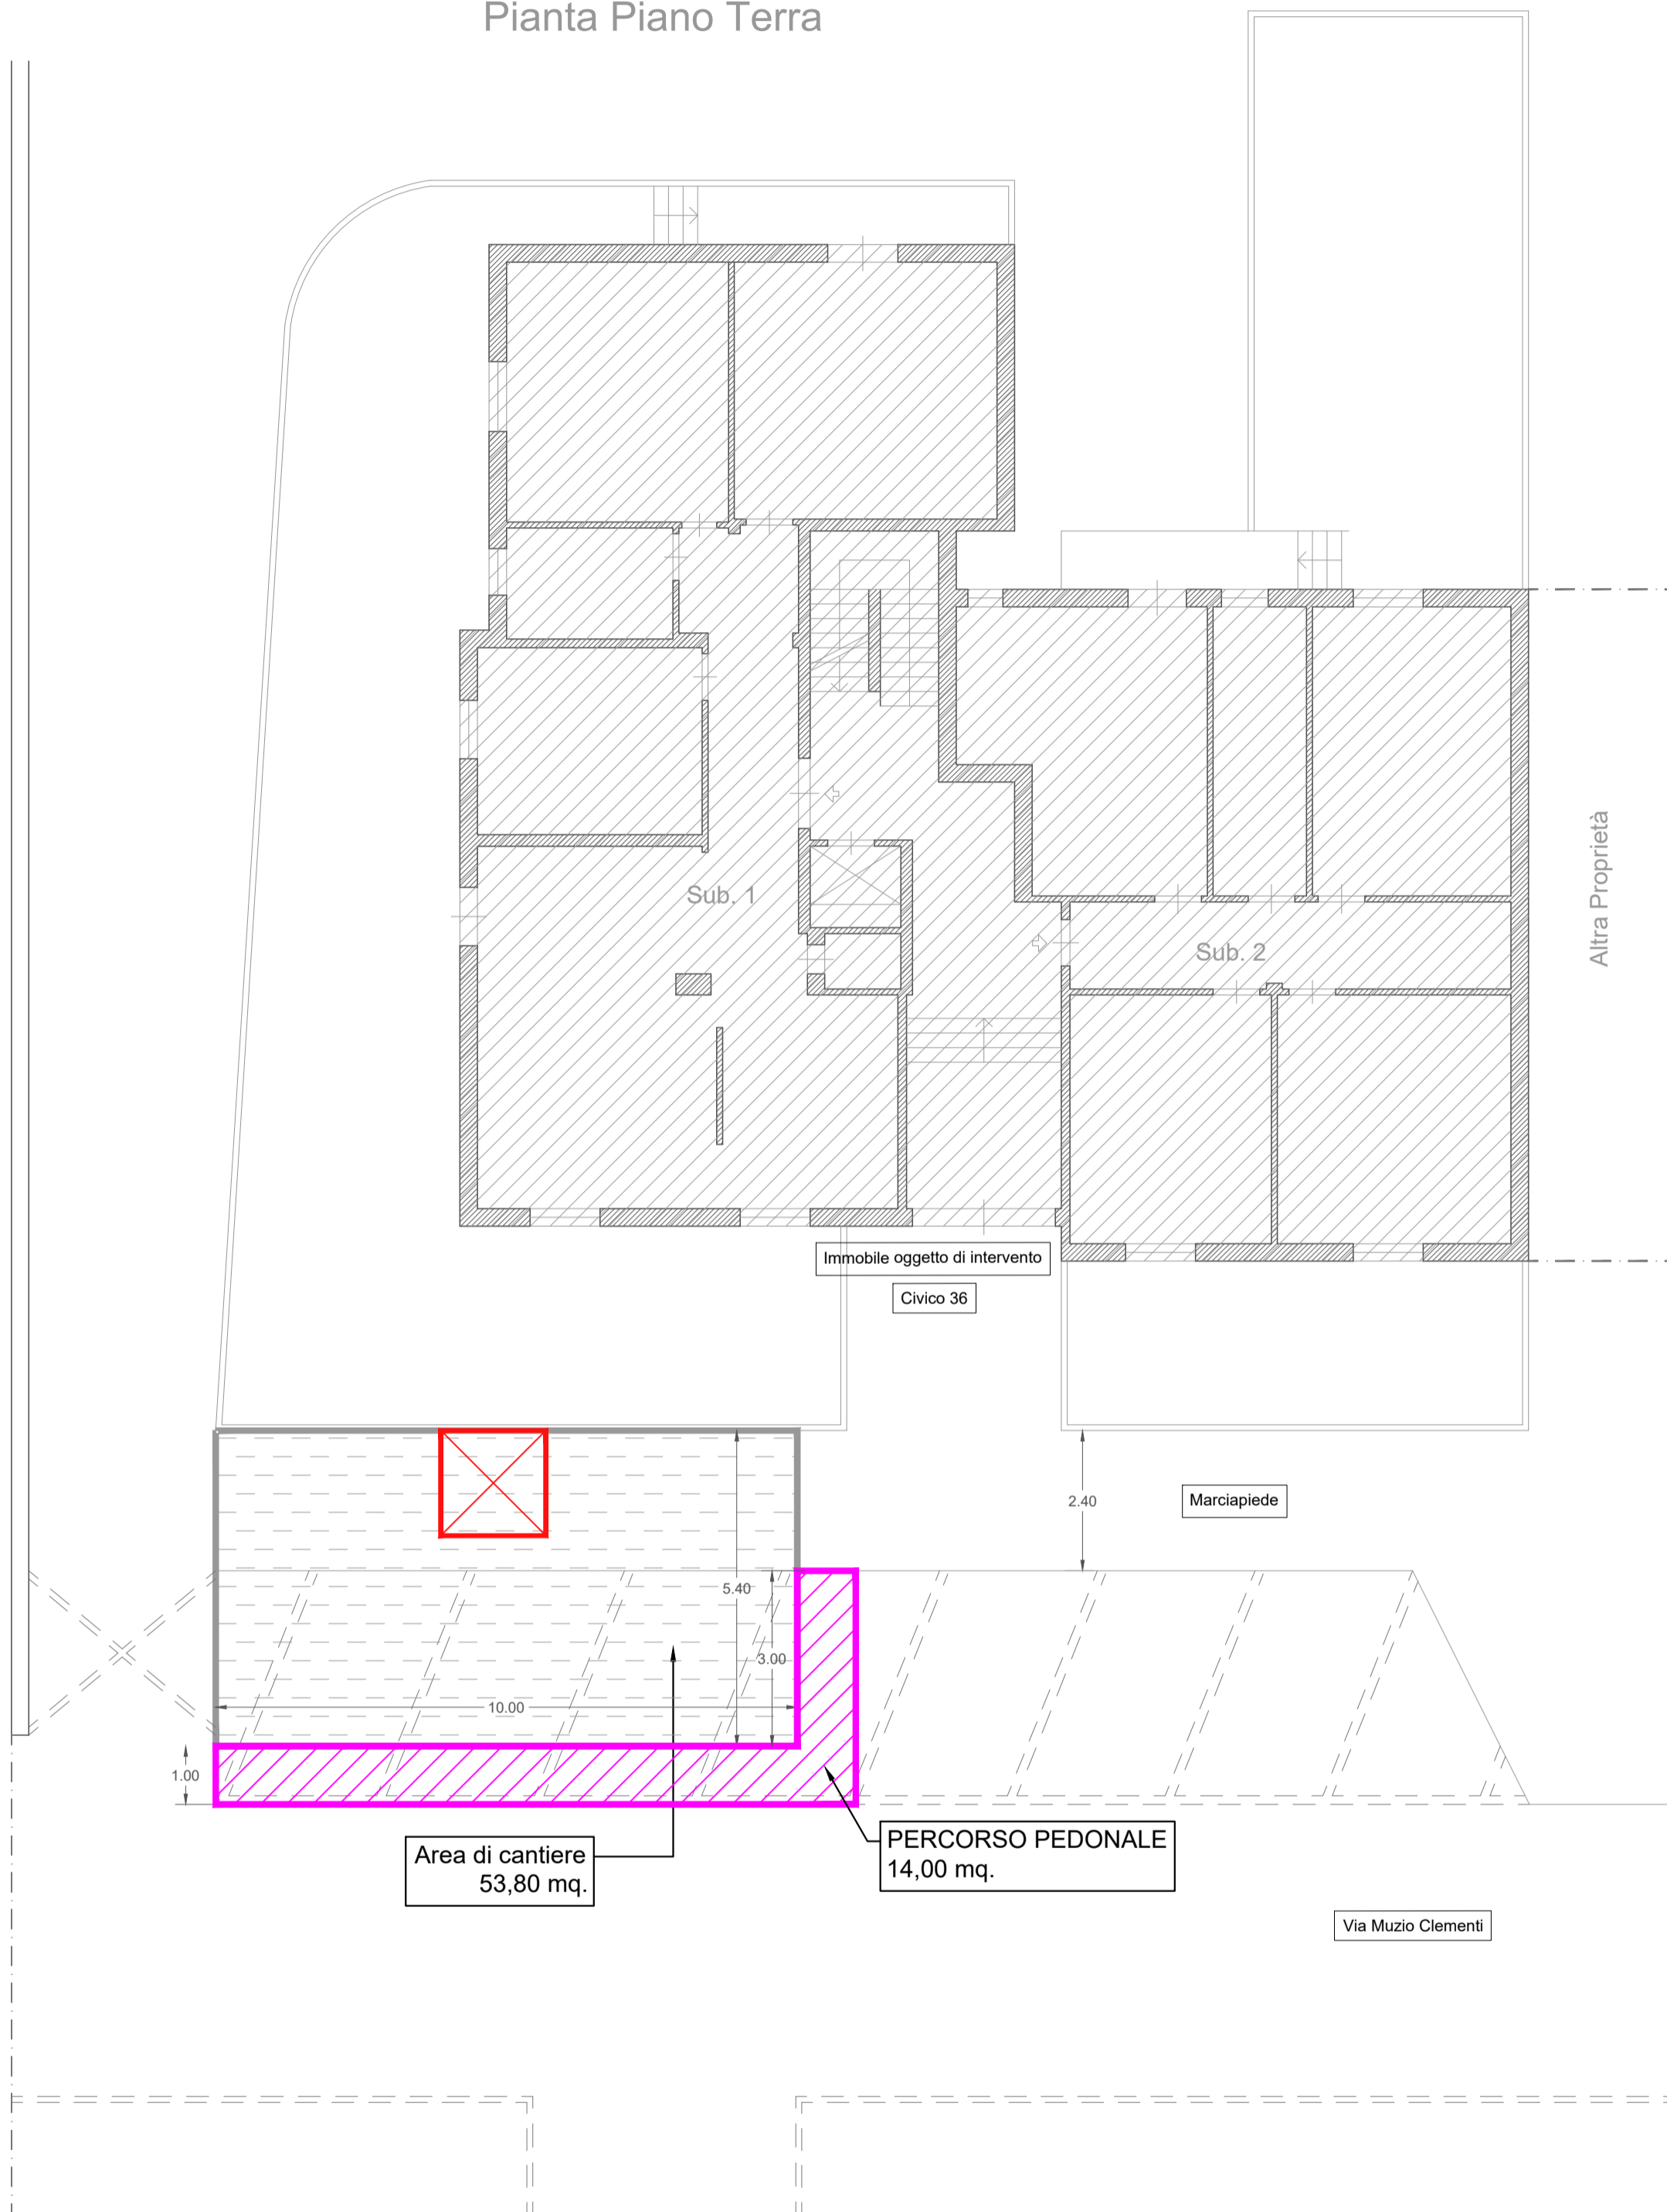 Pianta Piano Terra
Altra Proprietà
Sub. 1
Sub. 2
Immobile oggetto di intervento
Civico 36
2.40
Marciapiede
5.40
3.00
10.00
1.00
Area di cantiere
53,80 mq.
PERCORSO PEDONALE
14,00 mq.
Via Muzio Clementi